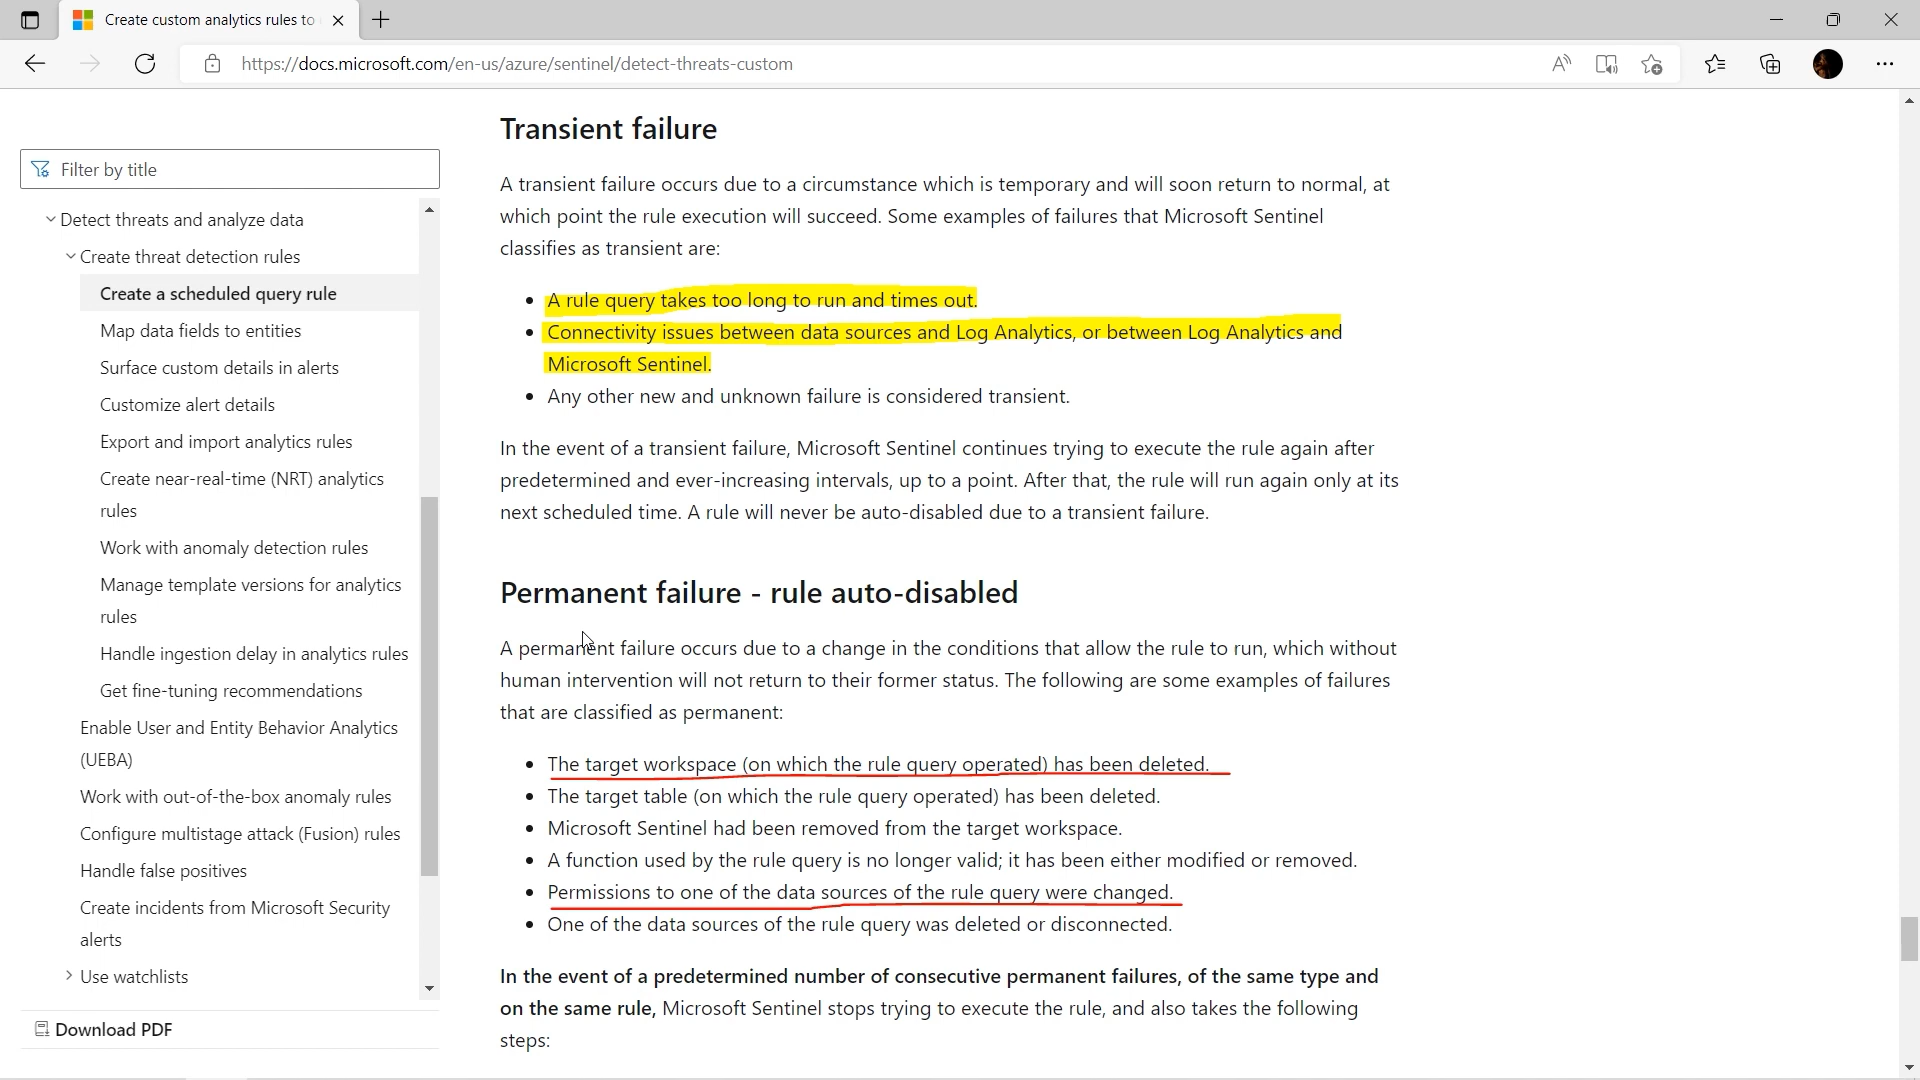 Create custom analytics rules to
https://docs.microsoft.com/en-us/azure/sentinel/detect-threats-custom
Filter by title
Detect threats and analyze data
Create threat detection rules
Create a scheduled query rule
Map data fields to entities
Surface custom details in alerts
Customize alert details
Export and import analytics rules
Create near-real-time (NRT) analytics
rules
Work with anomaly detection rules
Manage template versions for analytics
rules
Handle ingestion delay in analytics rules
Get fine-tuning recommendations
Enable User and Entity Behavior Analytics
(UEBA)
Work with out-of-the-box anomaly rules
Configure multistage attack (Fusion) rules
Handle false positives
Create incidents from Microsoft Security
alerts
Use watchlists
Download PDF
Transient failure
A transient failure occurs due to a circumstance which is temporary and will soon return to normal, at
which point the rule execution will succeed. Some examples of failures that Microsoft Sentinel
classifies as transient are:
• A rule query takes too long to run and times out.
• Connectivity issues between data sources and Log Analytics, or between Log Analytics and
Microsoft Sentinel.
• Any other new and unknown failure is considered transient.
In the event of a transient failure, Microsoft Sentinel continues trying to execute the rule again after
predetermined and ever-increasing intervals, up to a point. After that, the rule will run again only at its
next scheduled time. A rule will never be auto-disabled due to a transient failure.
Permanent failure - rule auto-disabled
A permanent failure occurs due to a change in the conditions that allow the rule to run, which without
human intervention will not return to their former status. The following are some examples of failures
that are classified as permanent:
• The target workspace (on which the rule query operated) has been deleted.
• The target table (on which the rule query operated) has been deleted.
• Microsoft Sentinel had been removed from the target workspace.
• A function used by the rule query is no longer valid; it has been either modified or removed.
• Permissions to one of the data sources of the rule query were changed.
• One of the data sources of the rule query was deleted or disconnected.
In the event of a predetermined number of consecutive permanent failures, of the same type and
on the same rule, Microsoft Sentinel stops trying to execute the rule, and also takes the following
steps: